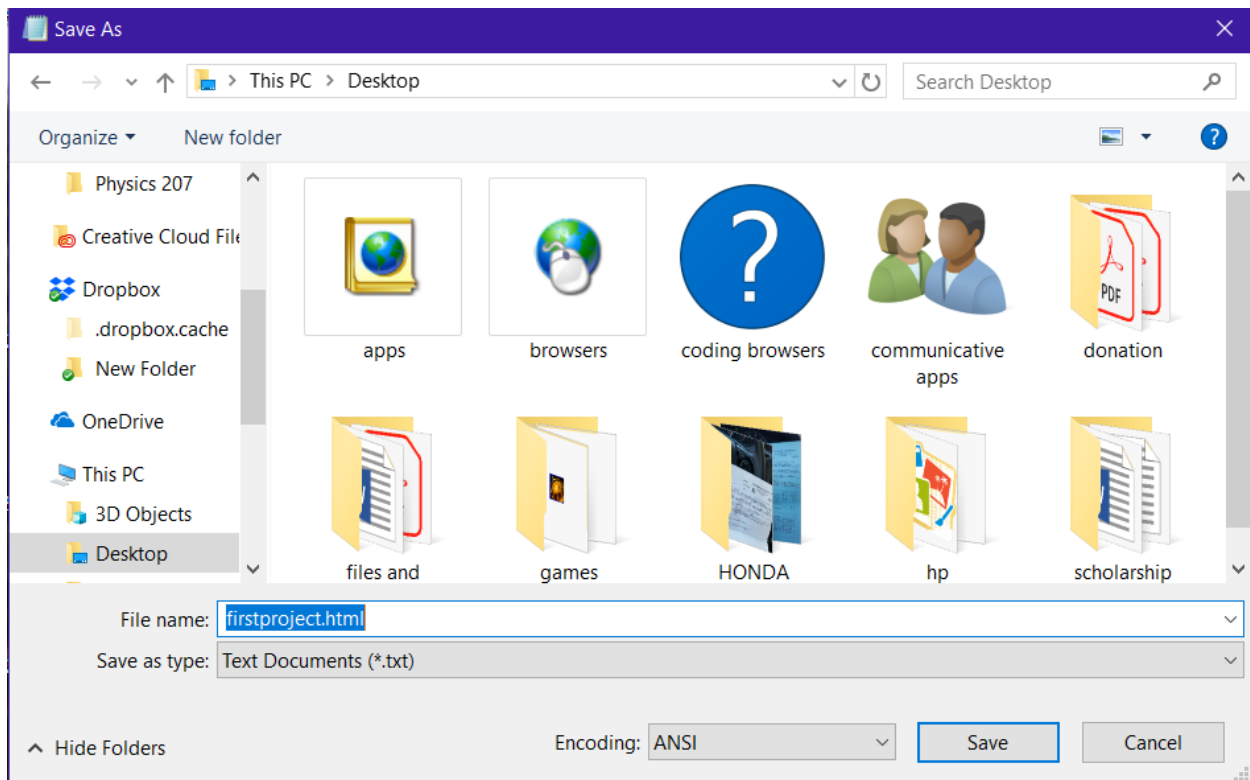 Save As
This PC > Desktop
Search Desktop
Organize New folder
?
Physics 207
Creative Cloud File
Dropbox
.dropbox.cache
New Folder
OneDrive
This PC
3D Objects
Desktop
?
PDF
apps browsers coding browsers communicative apps donation
W
W
files and games HONDA hp scholarship
File name: firstproject.html
Save as type: Text Documents (*.txt)
Hide Folders Encoding: ANSI Save Cancel